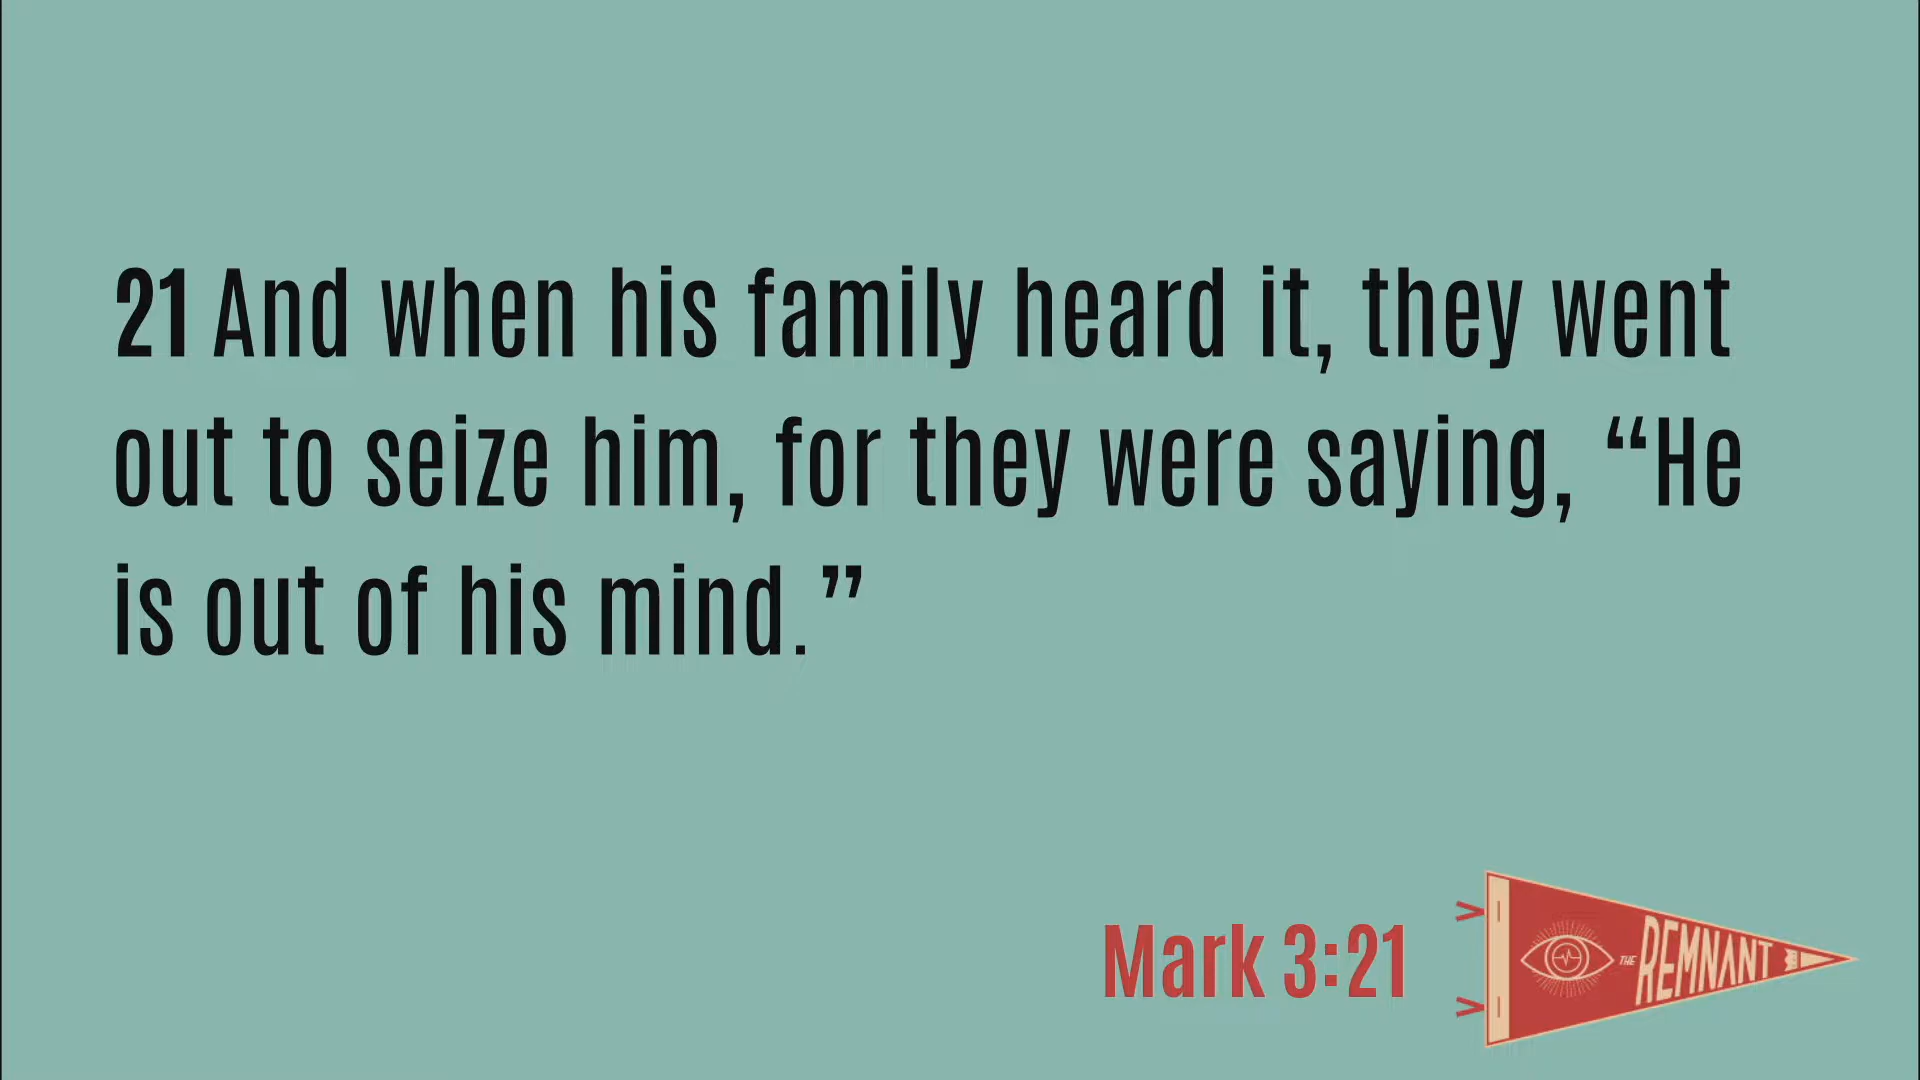 21 And when his family heard it, they went
out to seize him, for they were saying, “He
is out of his mind.”
Mark 3:21
THE REMNANT